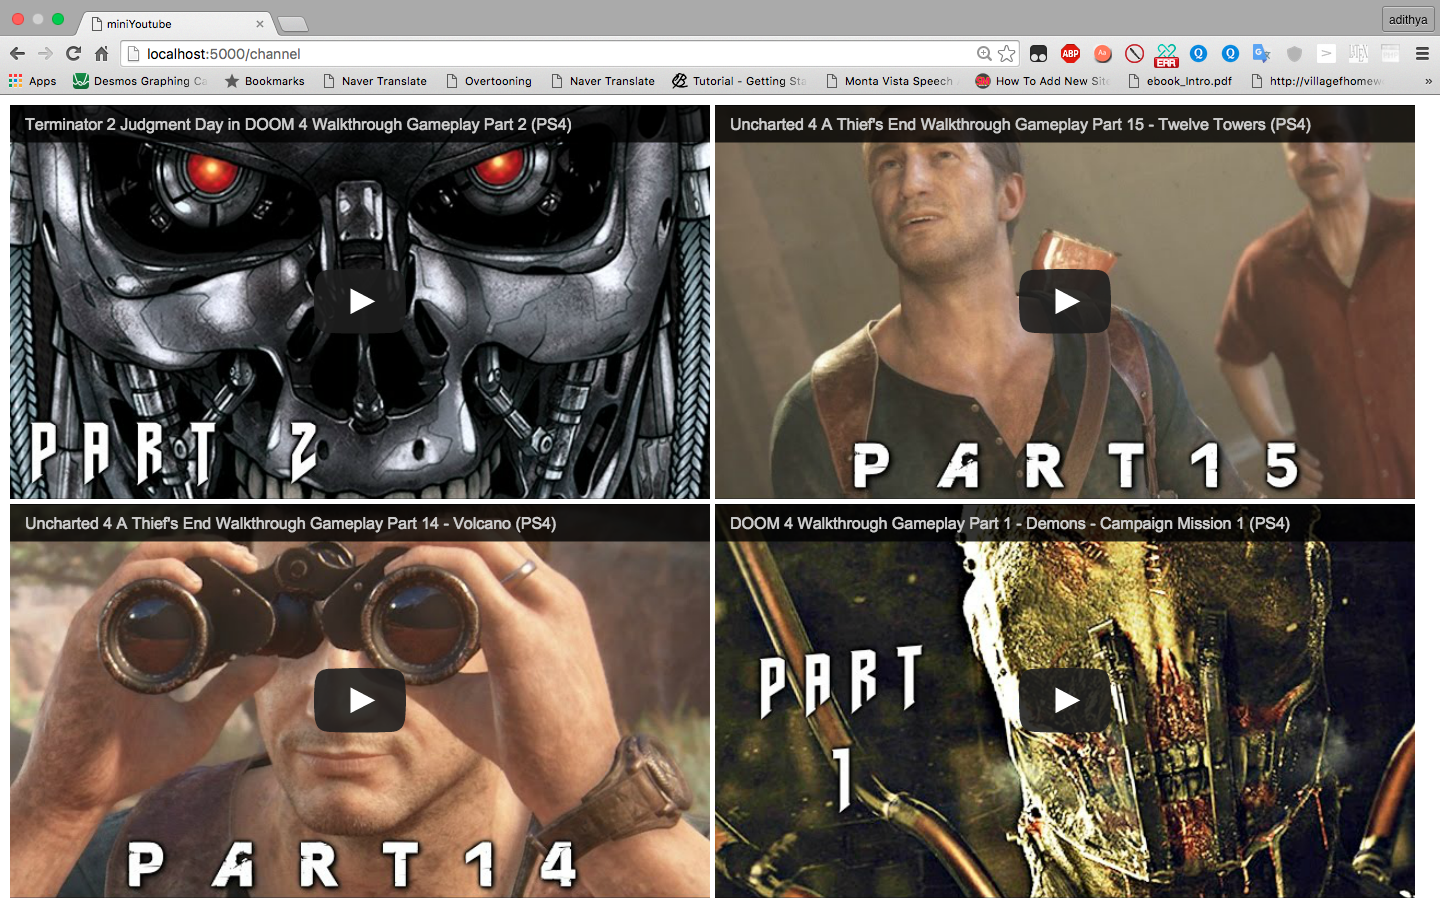 miniYoutube
adithya
localhost:5000/channel
ABP
Aa
ERR
Q
Q
Apps
Desmos Graphing Ca
Bookmarks
Naver Translate
Overtooning
Naver Translate
Tutorial - Getting Sta
Monta Vista Speech
How To Add New Site
ebook_Intro.pdf
http://villagefhomewo
»
Terminator 2 Judgment Day in DOOM 4 Walkthrough Gameplay Part 2 (PS4)
PART 2
Uncharted 4 A Thief's End Walkthrough Gameplay Part 15 - Twelve Towers (PS4)
PART 15
Uncharted 4 A Thief's End Walkthrough Gameplay Part 14 - Volcano (PS4)
PART 14
DOOM 4 Walkthrough Gameplay Part 1 - Demons - Campaign Mission 1 (PS4)
PART
1